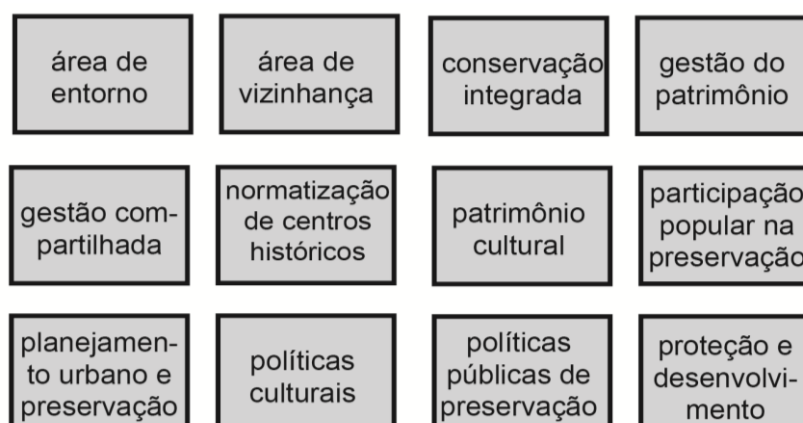 área de
entorno
área de
vizinhança
conservação
integrada
gestão do
patrimônio
gestão com-
partilhada
normatização
de centros
históricos
patrimônio
cultural
participação
popular na
preservação
planejamen-
to urbano e
preservação
políticas
culturais
políticas
públicas de
preservação
proteção e
desenvolvi-
mento